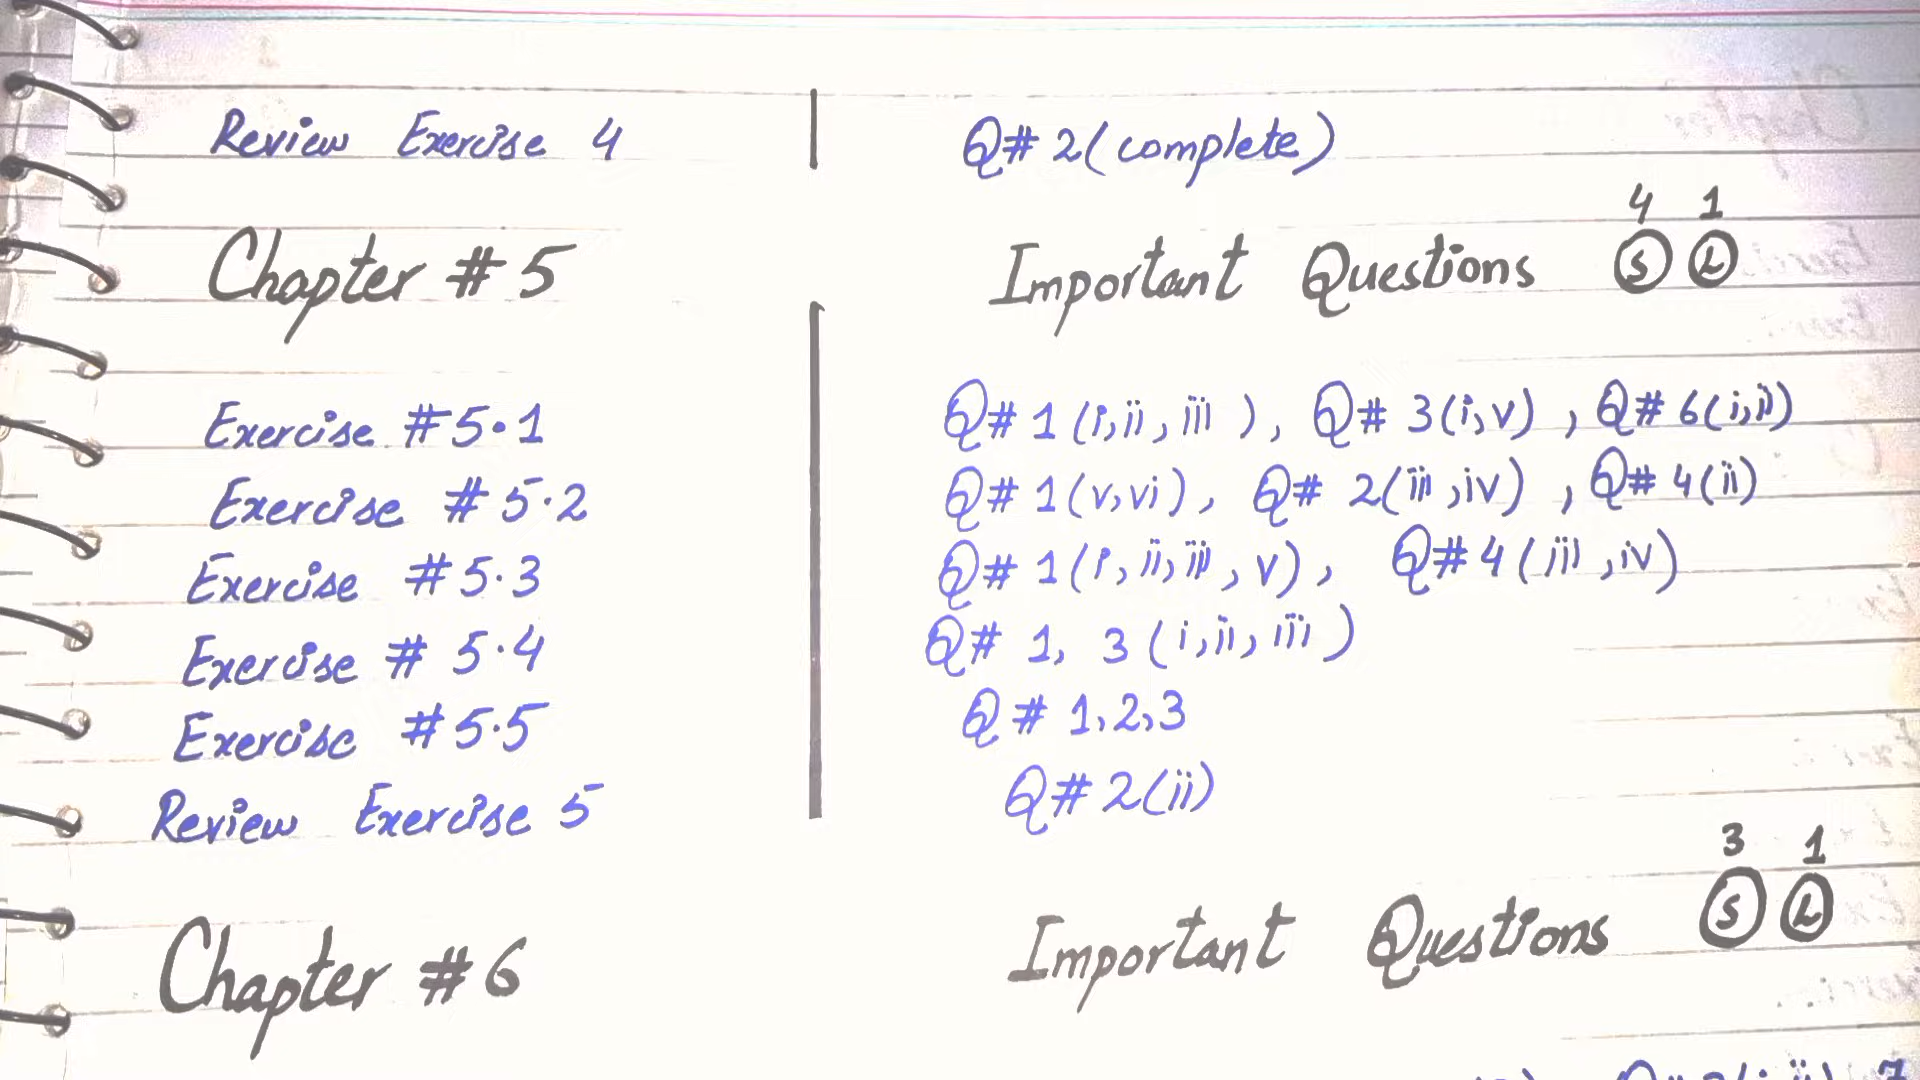 Review Exercise 4 | Q# 2(complete)
4 1
Chapter # 5 Important Questions S L
Exercise #5.1 Q# 1 (i,ii,iii), Q# 3(i,v), Q# 6(i,ii)
Exercise # 5.2 Q# 1(v,vi), Q# 2(iii,iv), Q# 4(ii)
Exercise #5.3 Q# 1(i,ii,iii,v), Q#4(iii,iv)
Exercise # 5.4 Q# 1, 3 (i,ii,iii)
Exercise #5.5 Q# 1,2,3
Review Exercise 5 Q# 2(ii)
3 1
Chapter #6 Important Questions S L